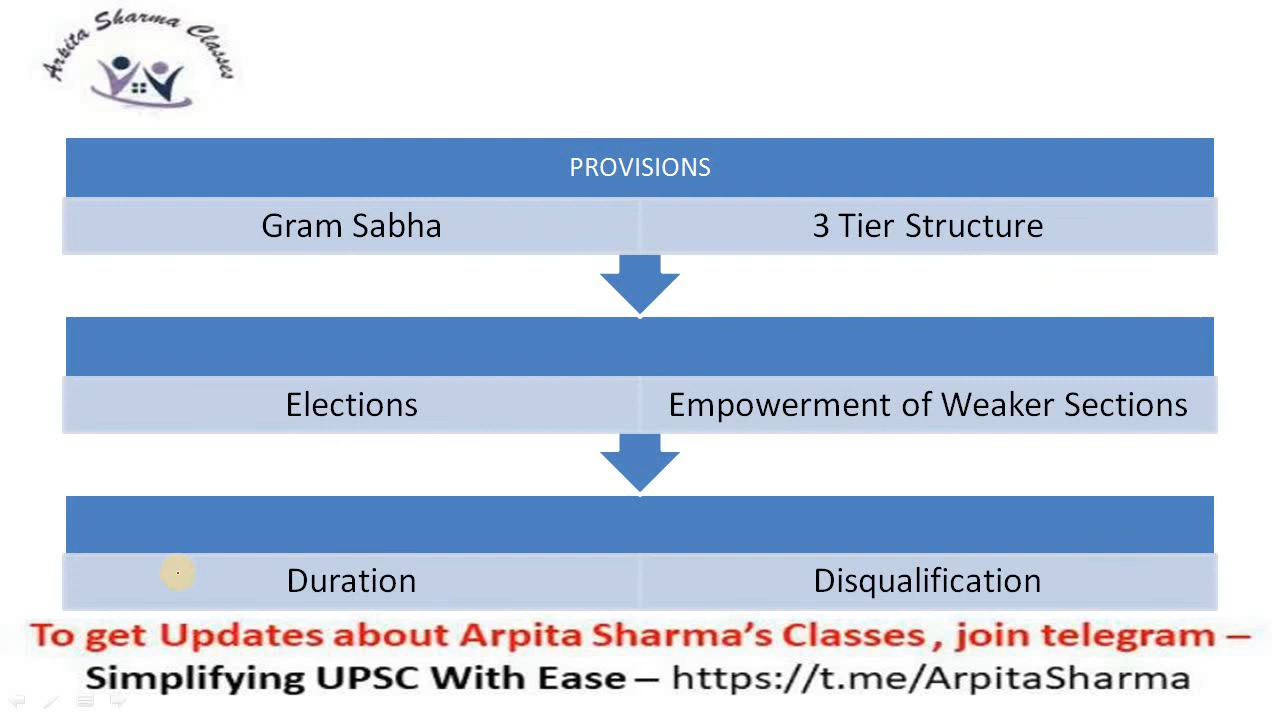 Arpita Sharma Classes
PROVISIONS
Gram Sabha 3 Tier Structure
Elections Empowerment of Weaker Sections
Duration Disqualification
To get Updates about Arpita Sharma’s Classes , join telegram –
Simplifying UPSC With Ease – https://t.me/ArpitaSharma